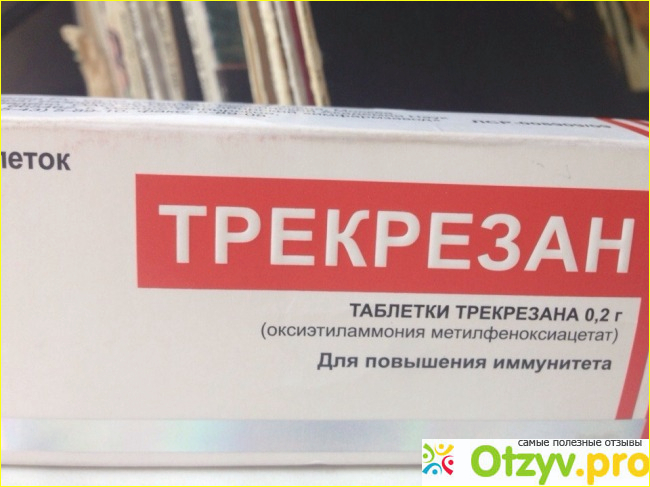 леток
ТРЕКРЕЗАН
ТАБЛЕТКИ ТРЕКРЕЗАНА 0,2 г
(оксиэтиламмония метилфеноксиацетат)
Для повышения иммунитета
самые полезные отзывы
Otzyv.pro